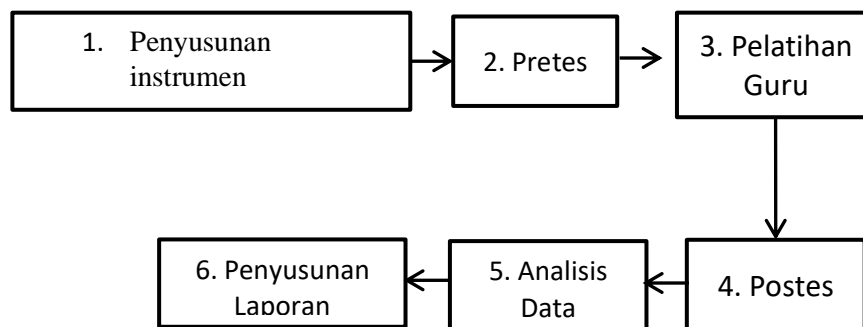 1. Penyusunan
instrumen
2. Pretes
3. Pelatihan
Guru
4. Postes
5. Analisis
Data
6. Penyusunan
Laporan